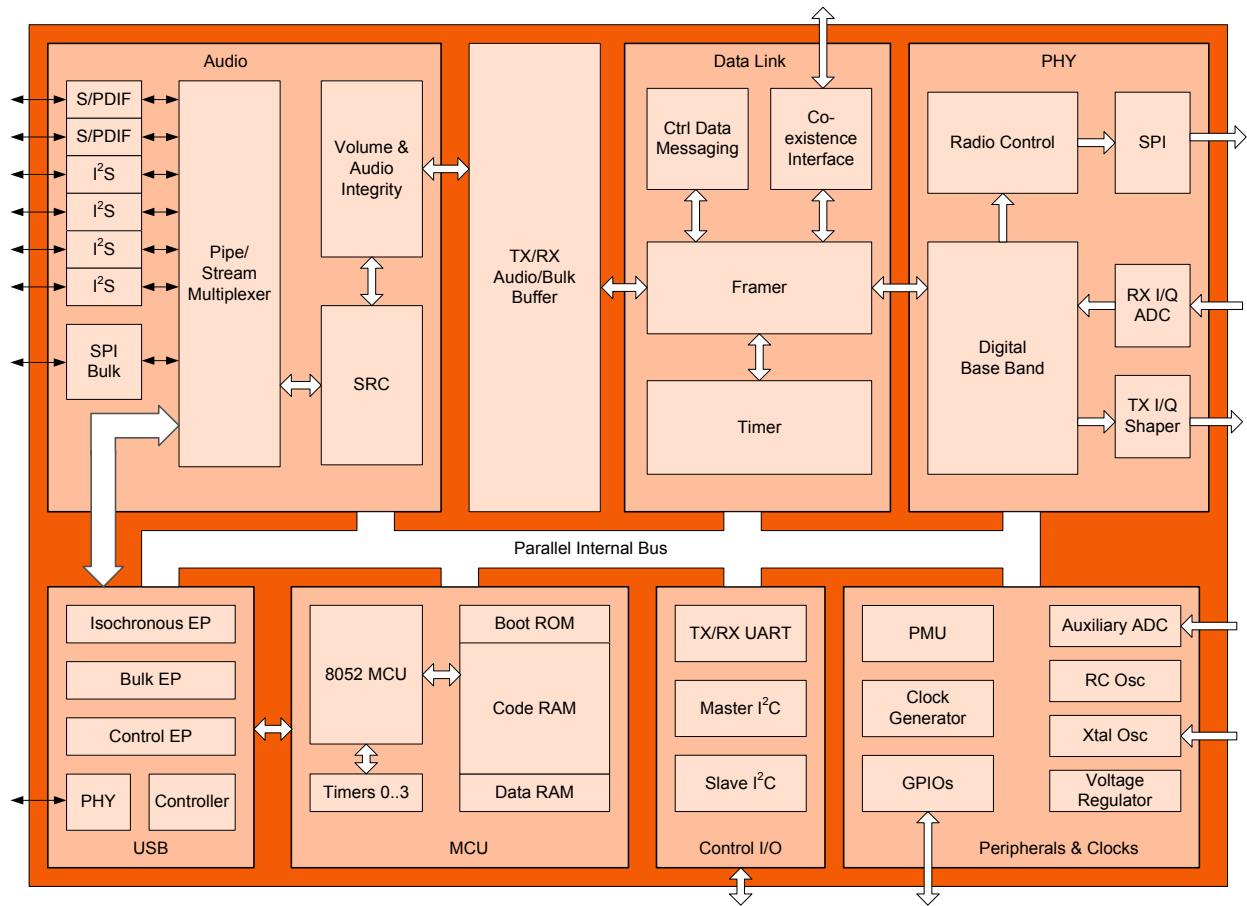 Audio
S/PDIF
S/PDIF
I²S
I²S
I²S
I²S
SPI
Bulk
Pipe/
Stream
Multiplexer
Volume &
Audio
Integrity
SRC
TX/RX
Audio/Bulk
Buffer
Data Link
Ctrl Data
Messaging
Co-
existence
Interface
Framer
Timer
PHY
Radio Control
SPI
Digital
Base Band
RX I/Q
ADC
TX I/Q
Shaper
Parallel Internal Bus
Isochronous EP
Bulk EP
Control EP
PHY
Controller
USB
8052 MCU
Timers 0..3
Boot ROM
Code RAM
Data RAM
MCU
TX/RX UART
Master I²C
Slave I²C
Control I/O
PMU
Clock
Generator
GPIOs
Auxiliary ADC
RC Osc
Xtal Osc
Voltage
Regulator
Peripherals & Clocks